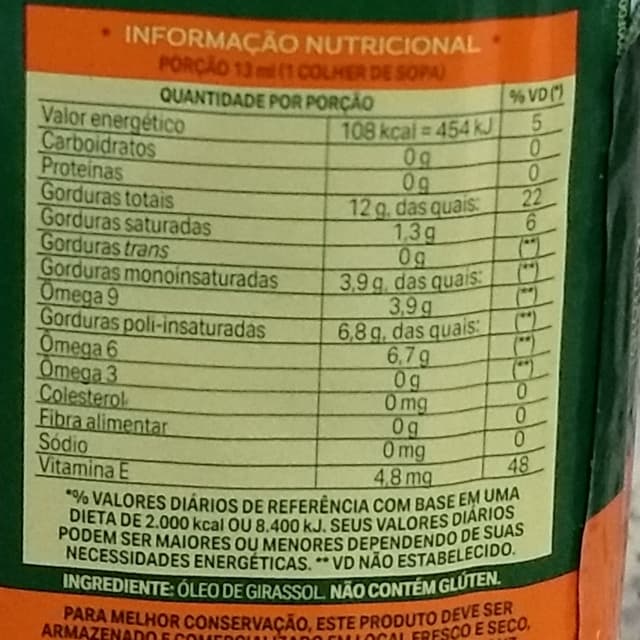 INFORMAÇÃO NUTRICIONAL
PORÇÃO 13 ml (1 COLHER DE SOPA)
QUANTIDADE POR PORÇÃO % VD (*)
Valor energético 108 kcal = 454 kJ 5
Carboidratos 0 g 0
Proteínas 0 g 0
Gorduras totais 12 g, das quais: 22
Gorduras saturadas 1,3 g 6
Gorduras trans 0 g (**)
Gorduras monoinsaturadas 3,9 g, das quais: (**)
Ômega 9 3,9 g (**)
Gorduras poli-insaturadas 6,8 g, das quais: (**)
Ômega 6 6,7 g (**)
Ômega 3 0 g (**)
Colesterol 0 mg 0
Fibra alimentar 0 g 0
Sódio 0 mg 0
Vitamina E 4,8 mg 48
*% VALORES DIÁRIOS DE REFERÊNCIA COM BASE EM UMA
DIETA DE 2.000 kcal OU 8.400 kJ. SEUS VALORES DIÁRIOS
PODEM SER MAIORES OU MENORES DEPENDENDO DE SUAS
NECESSIDADES ENERGÉTICAS. ** VD NÃO ESTABELECIDO.
INGREDIENTE: ÓLEO DE GIRASSOL. NÃO CONTÉM GLÚTEN.
PARA MELHOR CONSERVAÇÃO, ESTE PRODUTO DEVE SER
ARMAZENADO E COMERCIALIZADO EM LOCAL FRESCO E SECO,